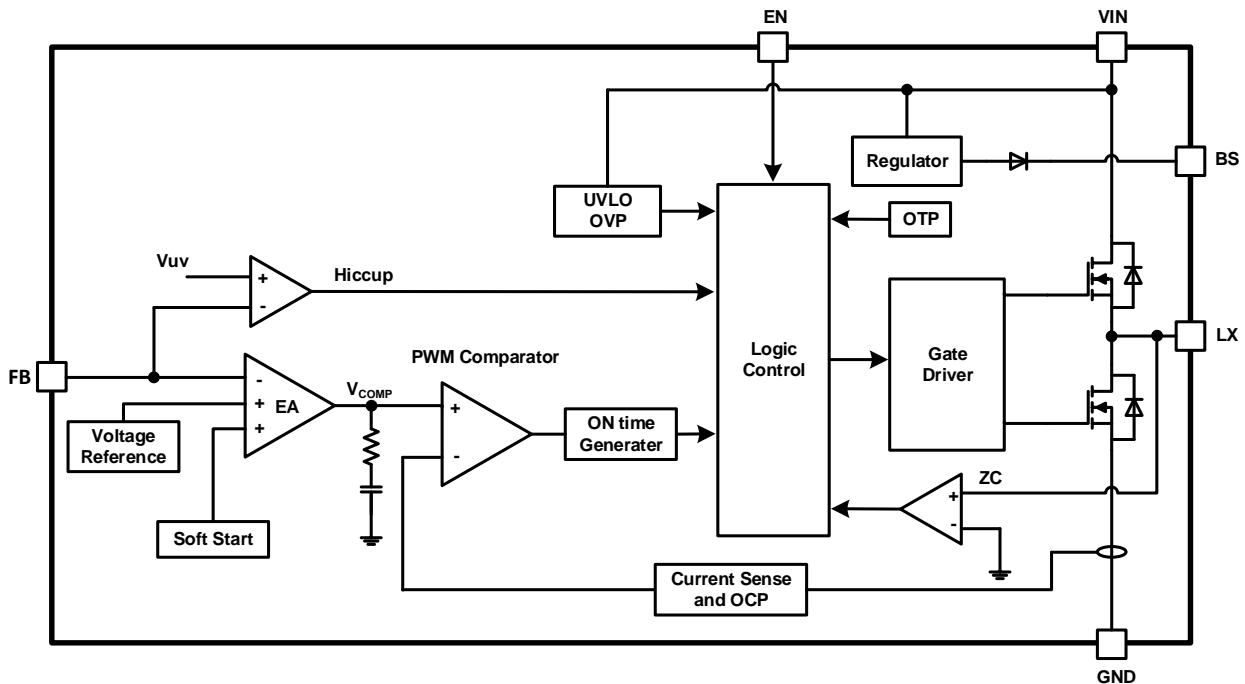 EN
VIN
Regulator
BS
UVLO
OVP
OTP
Vuv
+
-
Hiccup
PWM Comparator
Logic
Control
Gate
Driver
LX
FB
-
+
+
EA
VCOMP
+
-
ON time
Generater
Voltage
Reference
ZC
+
-
Soft Start
Current Sense
and OCP
GND